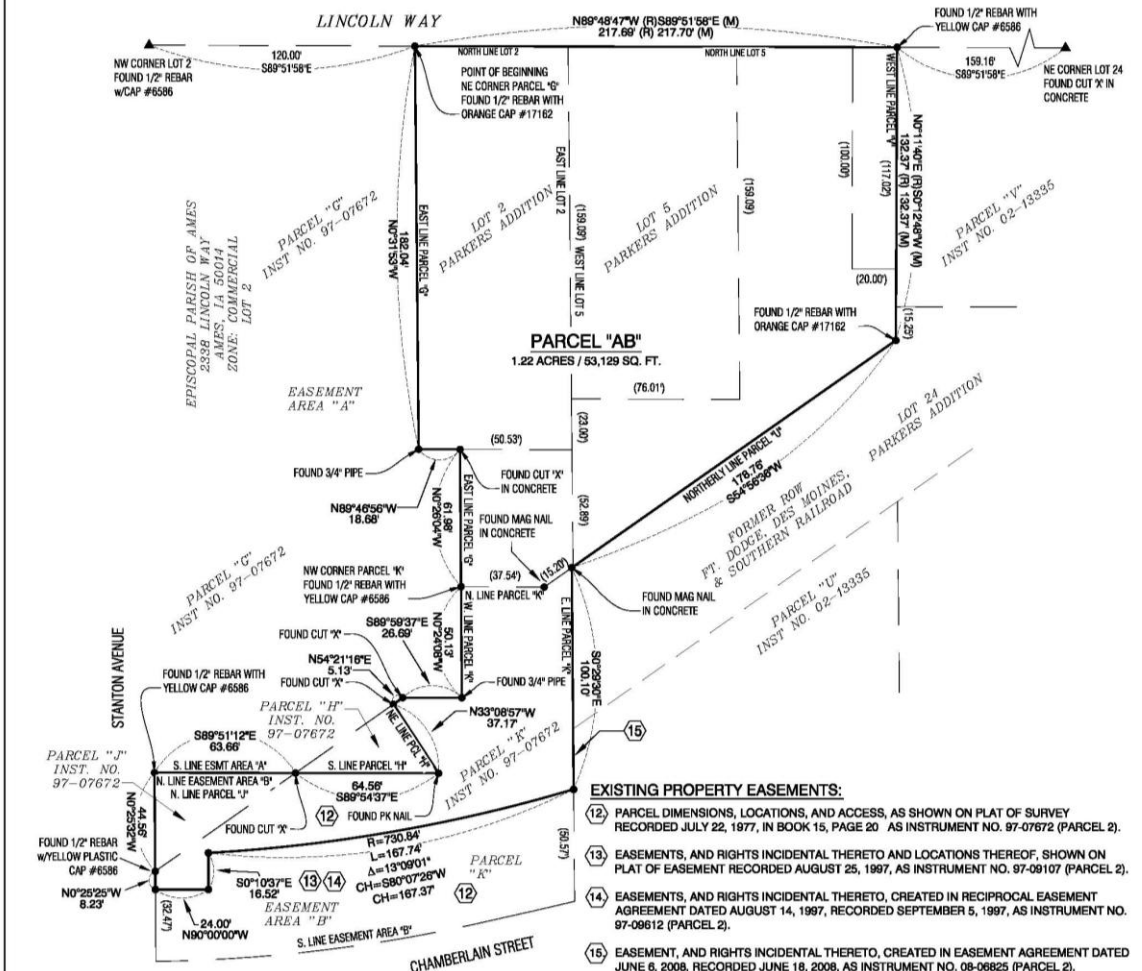 LINCOLN WAY
N89°48'47"W (R)S89°51'58"E (M)
217.69' (R) 217.70' (M)
FOUND 1/2" REBAR WITH
YELLOW CAP #6586
120.00'
S89°51'58"E
NORTH LINE LOT 2
NORTH LINE LOT 5
159.16'
S89°51'58"E
NW CORNER LOT 2
FOUND 1/2" REBAR
w/CAP #6586
POINT OF BEGINNING
NE CORNER PARCEL "G"
FOUND 1/2" REBAR WITH
ORANGE CAP #17162
NE CORNER LOT 24
FOUND CUT 'X' IN
CONCRETE
WEST LINE PARCEL "V"
N0°11'40"E (R)S0°12'48"W (M)
132.37' (R) 132.37' (M)
(100.00')
(117.02')
EAST LINE LOT 2
(159.09')
(159.09') WEST LINE LOT 5
PARCEL "G"
INST NO. 97-07672
EAST LINE PARCEL "G"
182.04'
N0°31'53"W
LOT 2
PARKERS ADDITION
LOT 5
PARKERS ADDITION
PARCEL "V"
INST NO. 02-13335
EPISCOPAL PARISH OF AMES
2338 LINCOLN WAY
AMES, IA 50014
ZONE: COMMERCIAL
LOT 2
(20.00')
(15.25')
FOUND 1/2" REBAR WITH
ORANGE CAP #17162
PARCEL "AB"
1.22 ACRES / 53,129 SQ. FT.
EASEMENT
AREA "A"
(76.01')
(23.00')
LOT 24
PARKERS ADDITION
(50.53')
FOUND 3/4" PIPE
FOUND CUT "X"
IN CONCRETE
NORTHERLY LINE PARCEL "U"
178.76'
S54°56'36"W
N89°46'56"W
18.68'
EAST LINE PARCEL "G"
61.98'
N0°26'04"W
(52.89')
FOUND MAG NAIL
IN CONCRETE
FORMER ROW
FT. DODGE, DES MOINES,
& SOUTHERN RAILROAD
PARCEL "G"
INST NO. 97-07672
NW CORNER PARCEL "K"
FOUND 1/2" REBAR WITH
YELLOW CAP #6586
(37.54')
(15.20')
N. LINE PARCEL "K"
FOUND MAG NAIL
IN CONCRETE
PARCEL "U"
INST NO. 02-13335
S89°59'37"E
26.69'
W. LINE PARCEL "K"
50.13'
N0°24'08"W
E. LINE PARCEL "K"
S0°29'30"E
100.10'
FOUND CUT "X"
N54°21'16"E
5.13'
FOUND CUT "X"
FOUND 3/4" PIPE
STANTON AVENUE
FOUND 1/2" REBAR WITH
YELLOW CAP #6586
PARCEL "H"
INST. NO.
97-07672
NE. LINE PCL "H"
N33°08'57"W
37.17'
PARCEL "K"
INST NO. 97-07672
15
S89°51'12"E
63.66'
PARCEL "J"
INST. NO.
97-07672
S. LINE ESMT AREA "A"
N. LINE EASEMENT AREA "B"
N. LINE PARCEL "J"
S. LINE PARCEL "H"
64.56'
S89°54'37"E
FOUND PK NAIL
44.56'
N0°25'32"W
FOUND CUT "X"
12
FOUND 1/2" REBAR
w/YELLOW PLASTIC
CAP #6586
R=730.84'
L=167.74'
Δ=13°09'01"
CH=S80°07'26"W
CH=167.37'
PARCEL
"K"
12
(50.57')
N0°25'25"W
8.23'
S0°10'37"E
16.52'
13
14
EASEMENT
AREA "B"
(32.47')
24.00'
N90°00'00"W
S. LINE EASEMENT AREA "B"
CHAMBERLAIN STREET
EXISTING PROPERTY EASEMENTS:
12 PARCEL DIMENSIONS, LOCATIONS, AND ACCESS, AS SHOWN ON PLAT OF SURVEY
RECORDED JULY 22, 1977, IN BOOK 15, PAGE 20 AS INSTRUMENT NO. 97-07672 (PARCEL 2).
13 EASEMENTS, AND RIGHTS INCIDENTAL THERETO AND LOCATIONS THEREOF, SHOWN ON
PLAT OF EASEMENT RECORDED AUGUST 25, 1997, AS INSTRUMENT NO. 97-09107 (PARCEL 2).
14 EASEMENTS, AND RIGHTS INCIDENTAL THERETO, CREATED IN RECIPROCAL EASEMENT
AGREEMENT DATED AUGUST 14, 1997, RECORDED SEPTEMBER 5, 1997, AS INSTRUMENT NO.
97-09612 (PARCEL 2).
15 EASEMENT, AND RIGHTS INCIDENTAL THERETO, CREATED IN EASEMENT AGREEMENT DATED
JUNE 6, 2008, RECORDED JUNE 18, 2008, AS INSTRUMENT NO. 08-06825 (PARCEL 2).